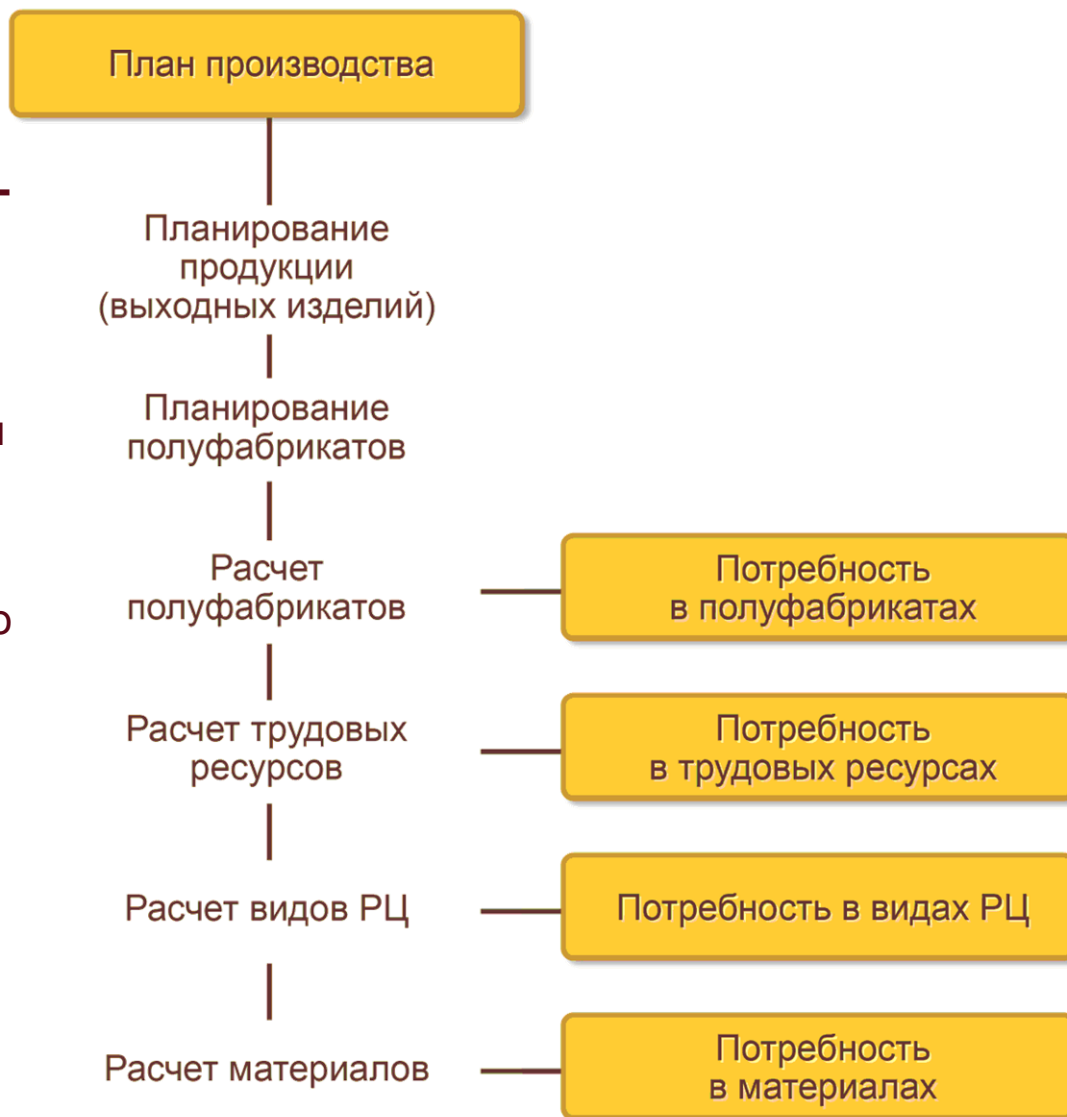 План производства
Планирование
продукции
(выходных изделий)
Планирование
полуфабрикатов
Расчет
полуфабрикатов
Потребность
в полуфабрикатах
Расчет трудовых
ресурсов
Потребность
в трудовых ресурсах
Расчет видов РЦ
Потребность в видах РЦ
Расчет материалов
Потребность
в материалах